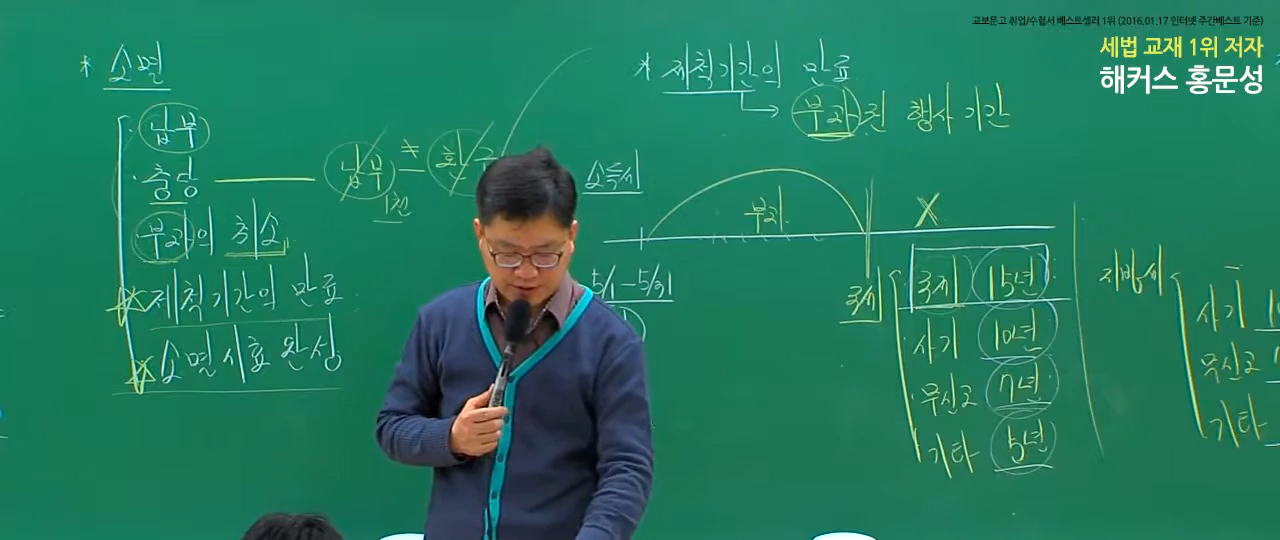 교보문고 취업/수험서 베스트셀러 1위 (2016.01.17 인터넷 주간베스트 기준)
세법 교재 1위 저자
해커스 홍문성
* 소멸
납부
· 충당
부과의 취소
제척기간의 만료
소멸시효 완성
납부 ≠ 환급
1천
* 제척기간의 만료
부과권 행사 기간
소득세
부과
X
5/1-5/31
국세
국제 15년
· 사기 10년
· 무신고 7년
· 기타 5년
지방세
사기
무신고
기타